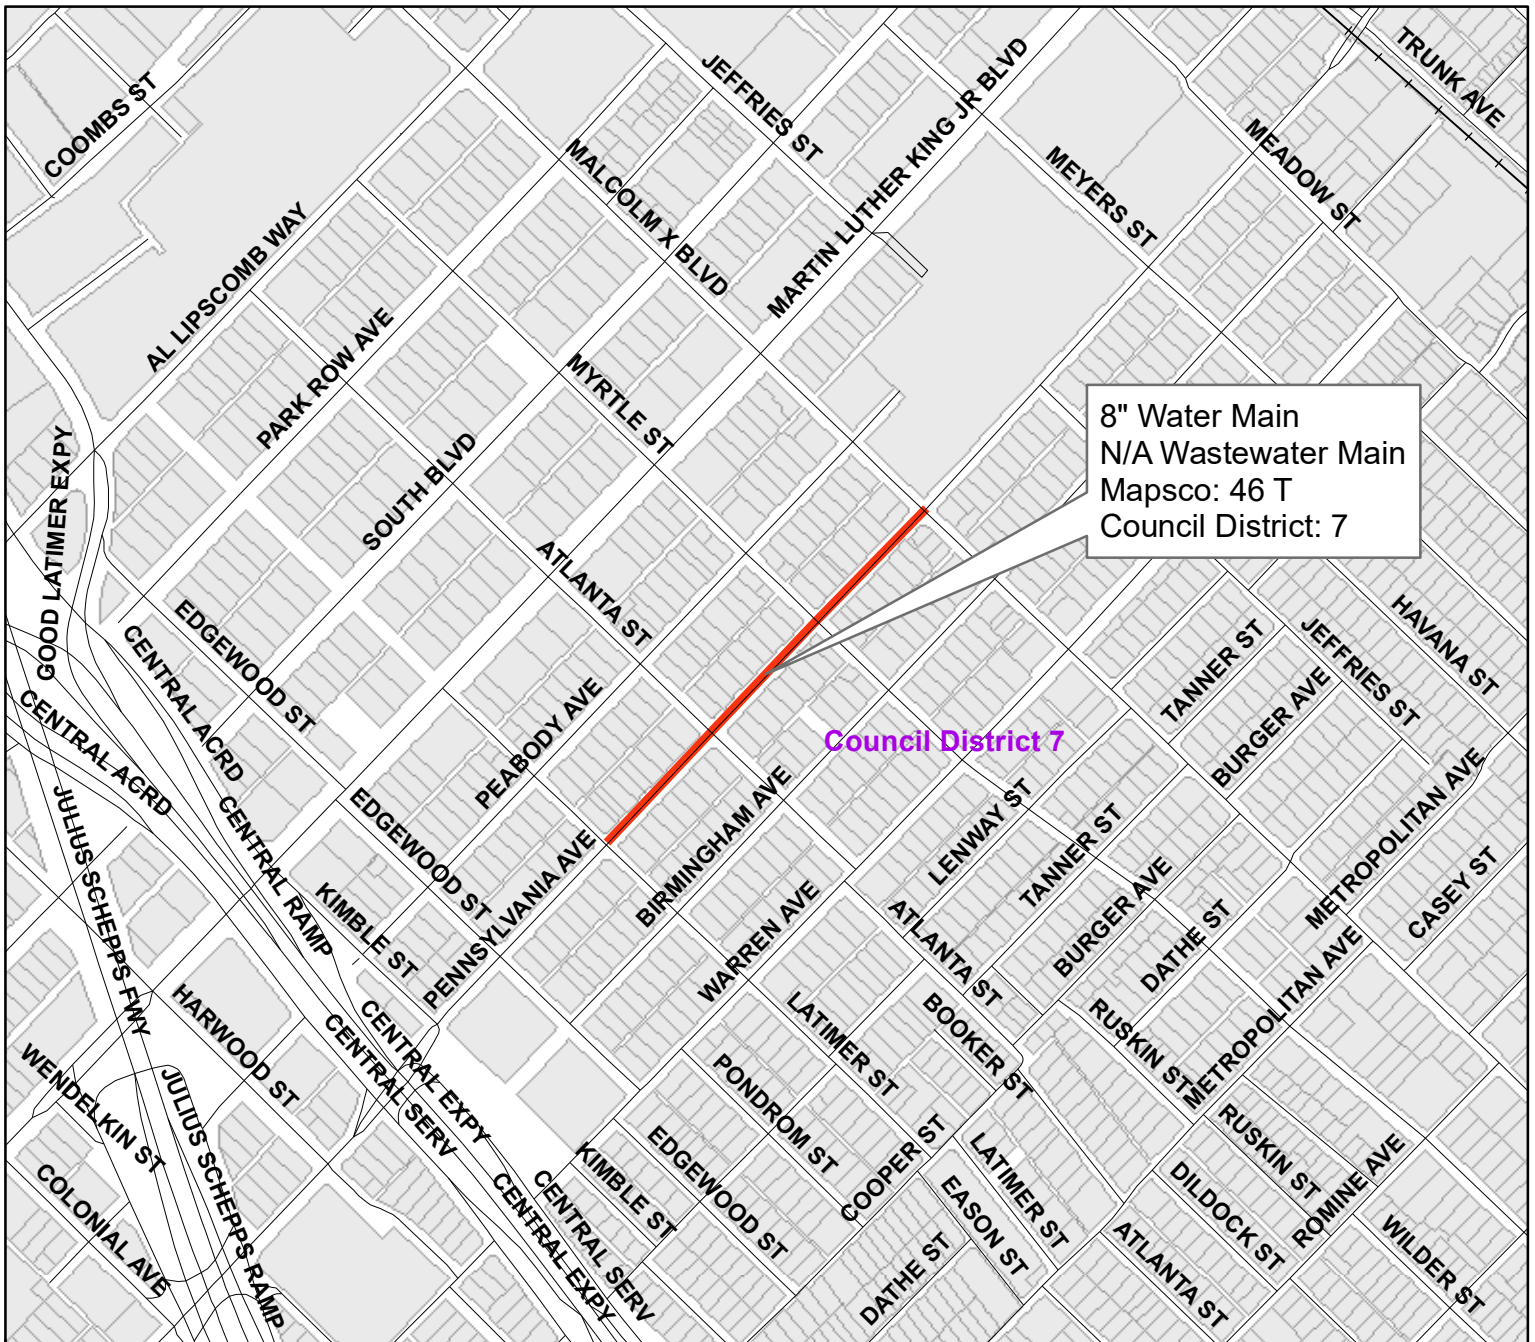 TRUNK AVE
JEFFRIES ST
MARTIN LUTHER KING JR BLVD
COOMBS ST
MEADOW ST
MALCOLM X BLVD
MEYERS ST
AL LIPSCOMB WAY
PARK ROW AVE
MYRTLE ST
8" Water Main
N/A Wastewater Main
Mapsco: 46 T
Council District: 7
GOOD LATIMER EXPY
SOUTH BLVD
ATLANTA ST
EDGEWOOD ST
CENTRAL ACRD
HAVANA ST
TANNER ST
JEFFRIES ST
BURGER AVE
PEABODY AVE
Council District 7
CENTRAL ACRD
JULIUS SCHEPPS FWY
CENTRAL RAMP
EDGEWOOD ST
BIRMINGHAM AVE
LENWAY ST
TANNER ST
METROPOLITAN AVE
CASEY ST
KIMBLE ST
PENNSYLVANIA AVE
WARREN AVE
ATLANTA ST
BURGER AVE
DATHE ST
METROPOLITAN AVE
HARWOOD ST
CENTRAL EXPY
CENTRAL SERV
LATIMER ST
BOOKER ST
RUSKIN ST
WENDELKIN ST
JULIUS SCHEPPS RAMP
PONDROM ST
COLONIAL AVE
KIMBLE ST
EDGEWOOD ST
COOPER ST
LATIMER ST
RUSKIN ST
ROMINE AVE
CENTRAL SERV
CENTRAL EXPY
EASON ST
DILDOCK ST
WILDER ST
DATHE ST
ATLANTA ST